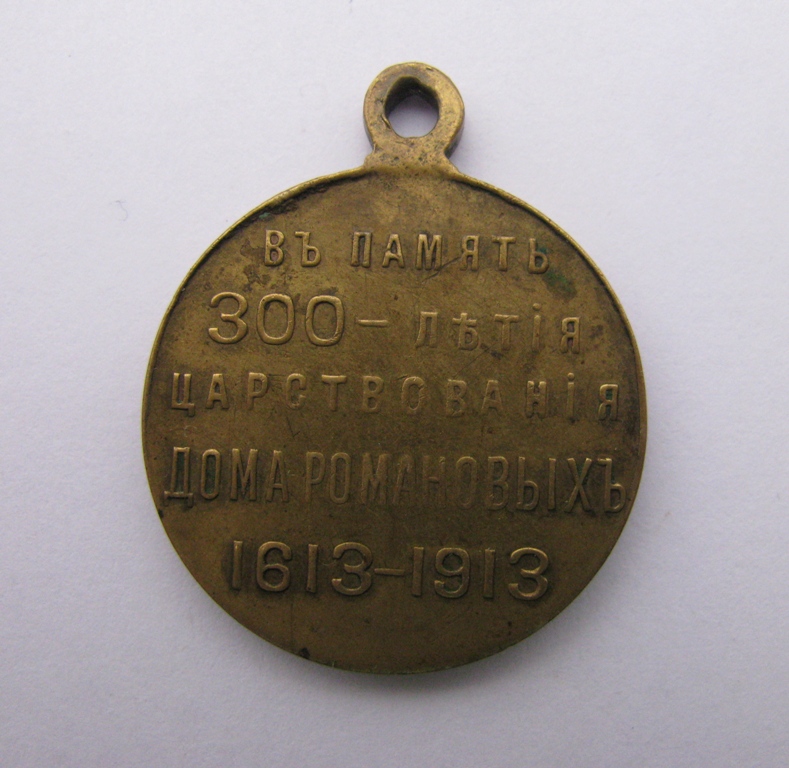 ВЪ ПАМЯТЬ
300-ЛѢТІЯ
ЦАРСТВОВАНІЯ
ДОМА РОМАНОВЫХЪ
1613-1913